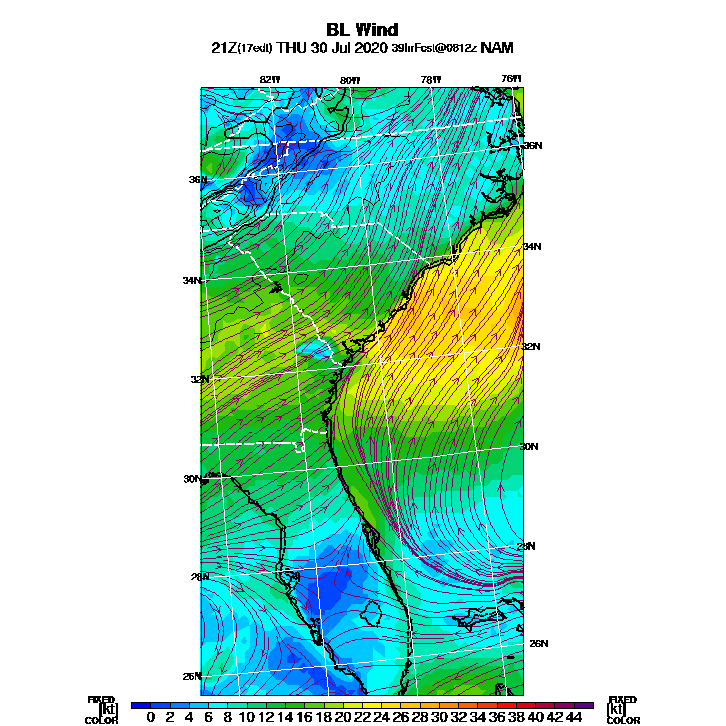 BL Wind
21Z(17edt) THU 30 Jul 2020 39hrFcst@0812z NAM
82W 80W 78W 76W
36N
36N
34N
34N
32N
32N
30N
30N
28N
28N
26N
26N
FIXED FIXED
[kt] 0 2 4 6 8 10 12 14 16 18 20 22 24 26 28 30 32 34 36 38 40 42 44 [kt]
COLOR COLOR